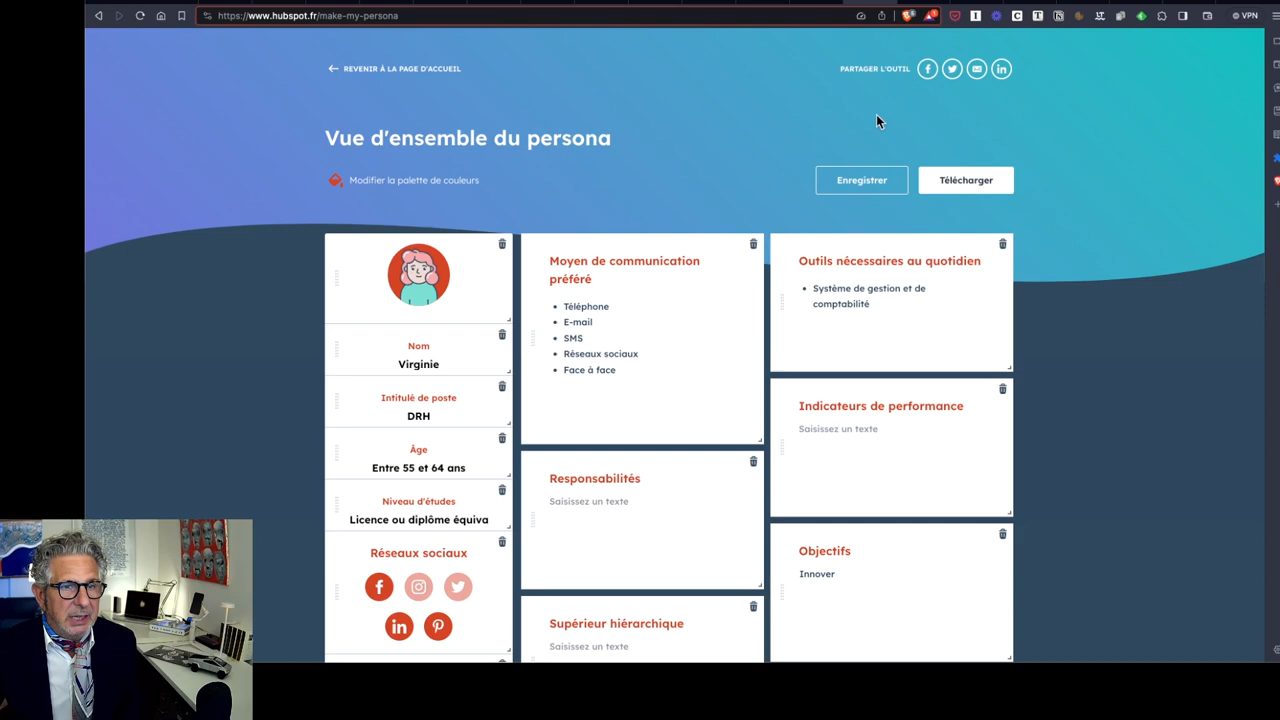 https://www.hubspot.fr/make-my-persona
VPN
REVENIR À LA PAGE D'ACCUEIL
PARTAGER L'OUTIL
Vue d'ensemble du persona
Modifier la palette de couleurs
Enregistrer
Télécharger
Nom
Virginie
Intitulé de poste
DRH
Âge
Entre 55 et 64 ans
Niveau d'études
Licence ou diplôme équiva
Réseaux sociaux
Moyen de communication
préféré
Téléphone
E-mail
SMS
Réseaux sociaux
Face à face
Responsabilités
Saisissez un texte
Supérieur hiérarchique
Saisissez un texte
Outils nécessaires au quotidien
Système de gestion et de
comptabilité
Indicateurs de performance
Saisissez un texte
Objectifs
Innover